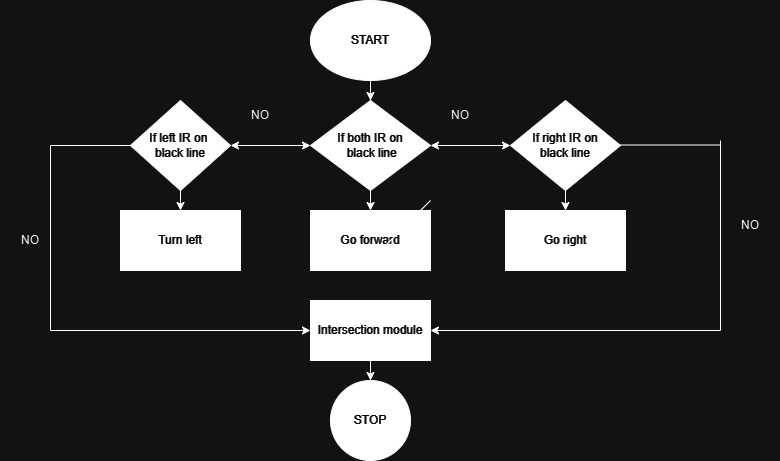 START
NO
NO
If left IR on
black line
If both IR on
black line
If right IR on
black line
NO
Turn left
Go forward
Go right
NO
Intersection module
STOP